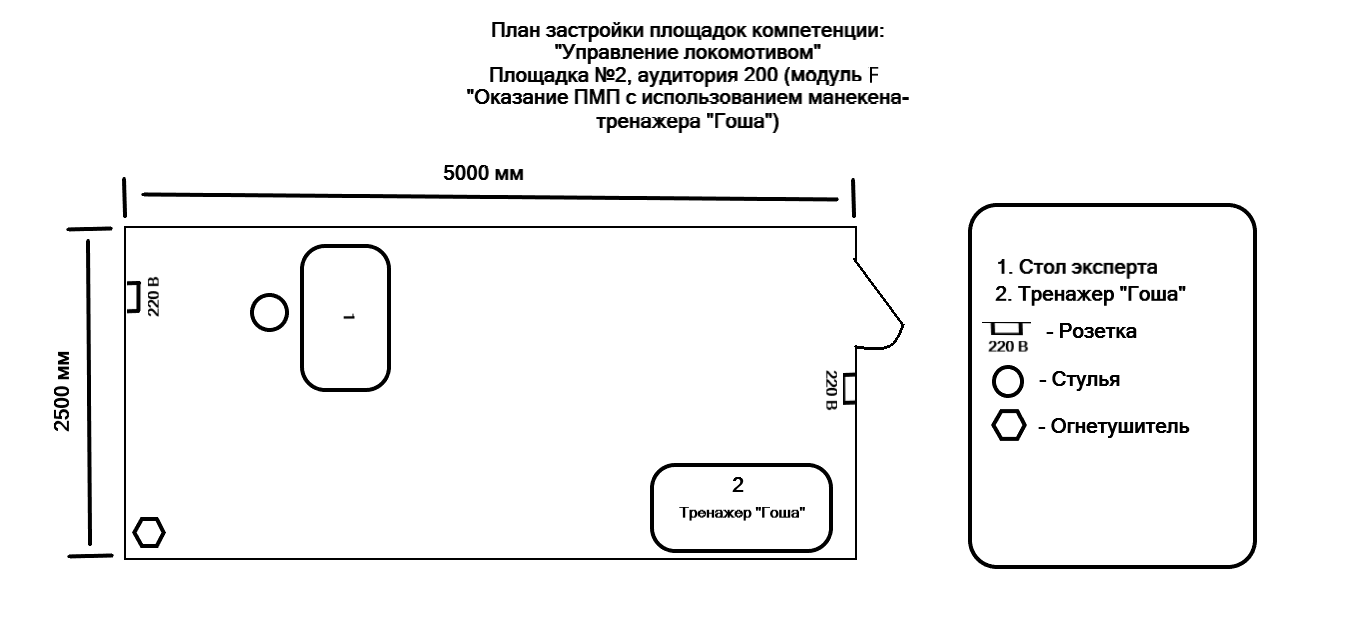 План застройки площадок компетенции:
"Управление локомотивом"
Площадка №2, аудитория 200 (модуль F
"Оказание ПМП с использованием манекена-
тренажера "Гоша")
5000 мм
2500 мм
220 В
1
220 В
2
Тренажер "Гоша"
1. Стол эксперта
2. Тренажер "Гоша"
- Розетка
220 В
- Стулья
- Огнетушитель